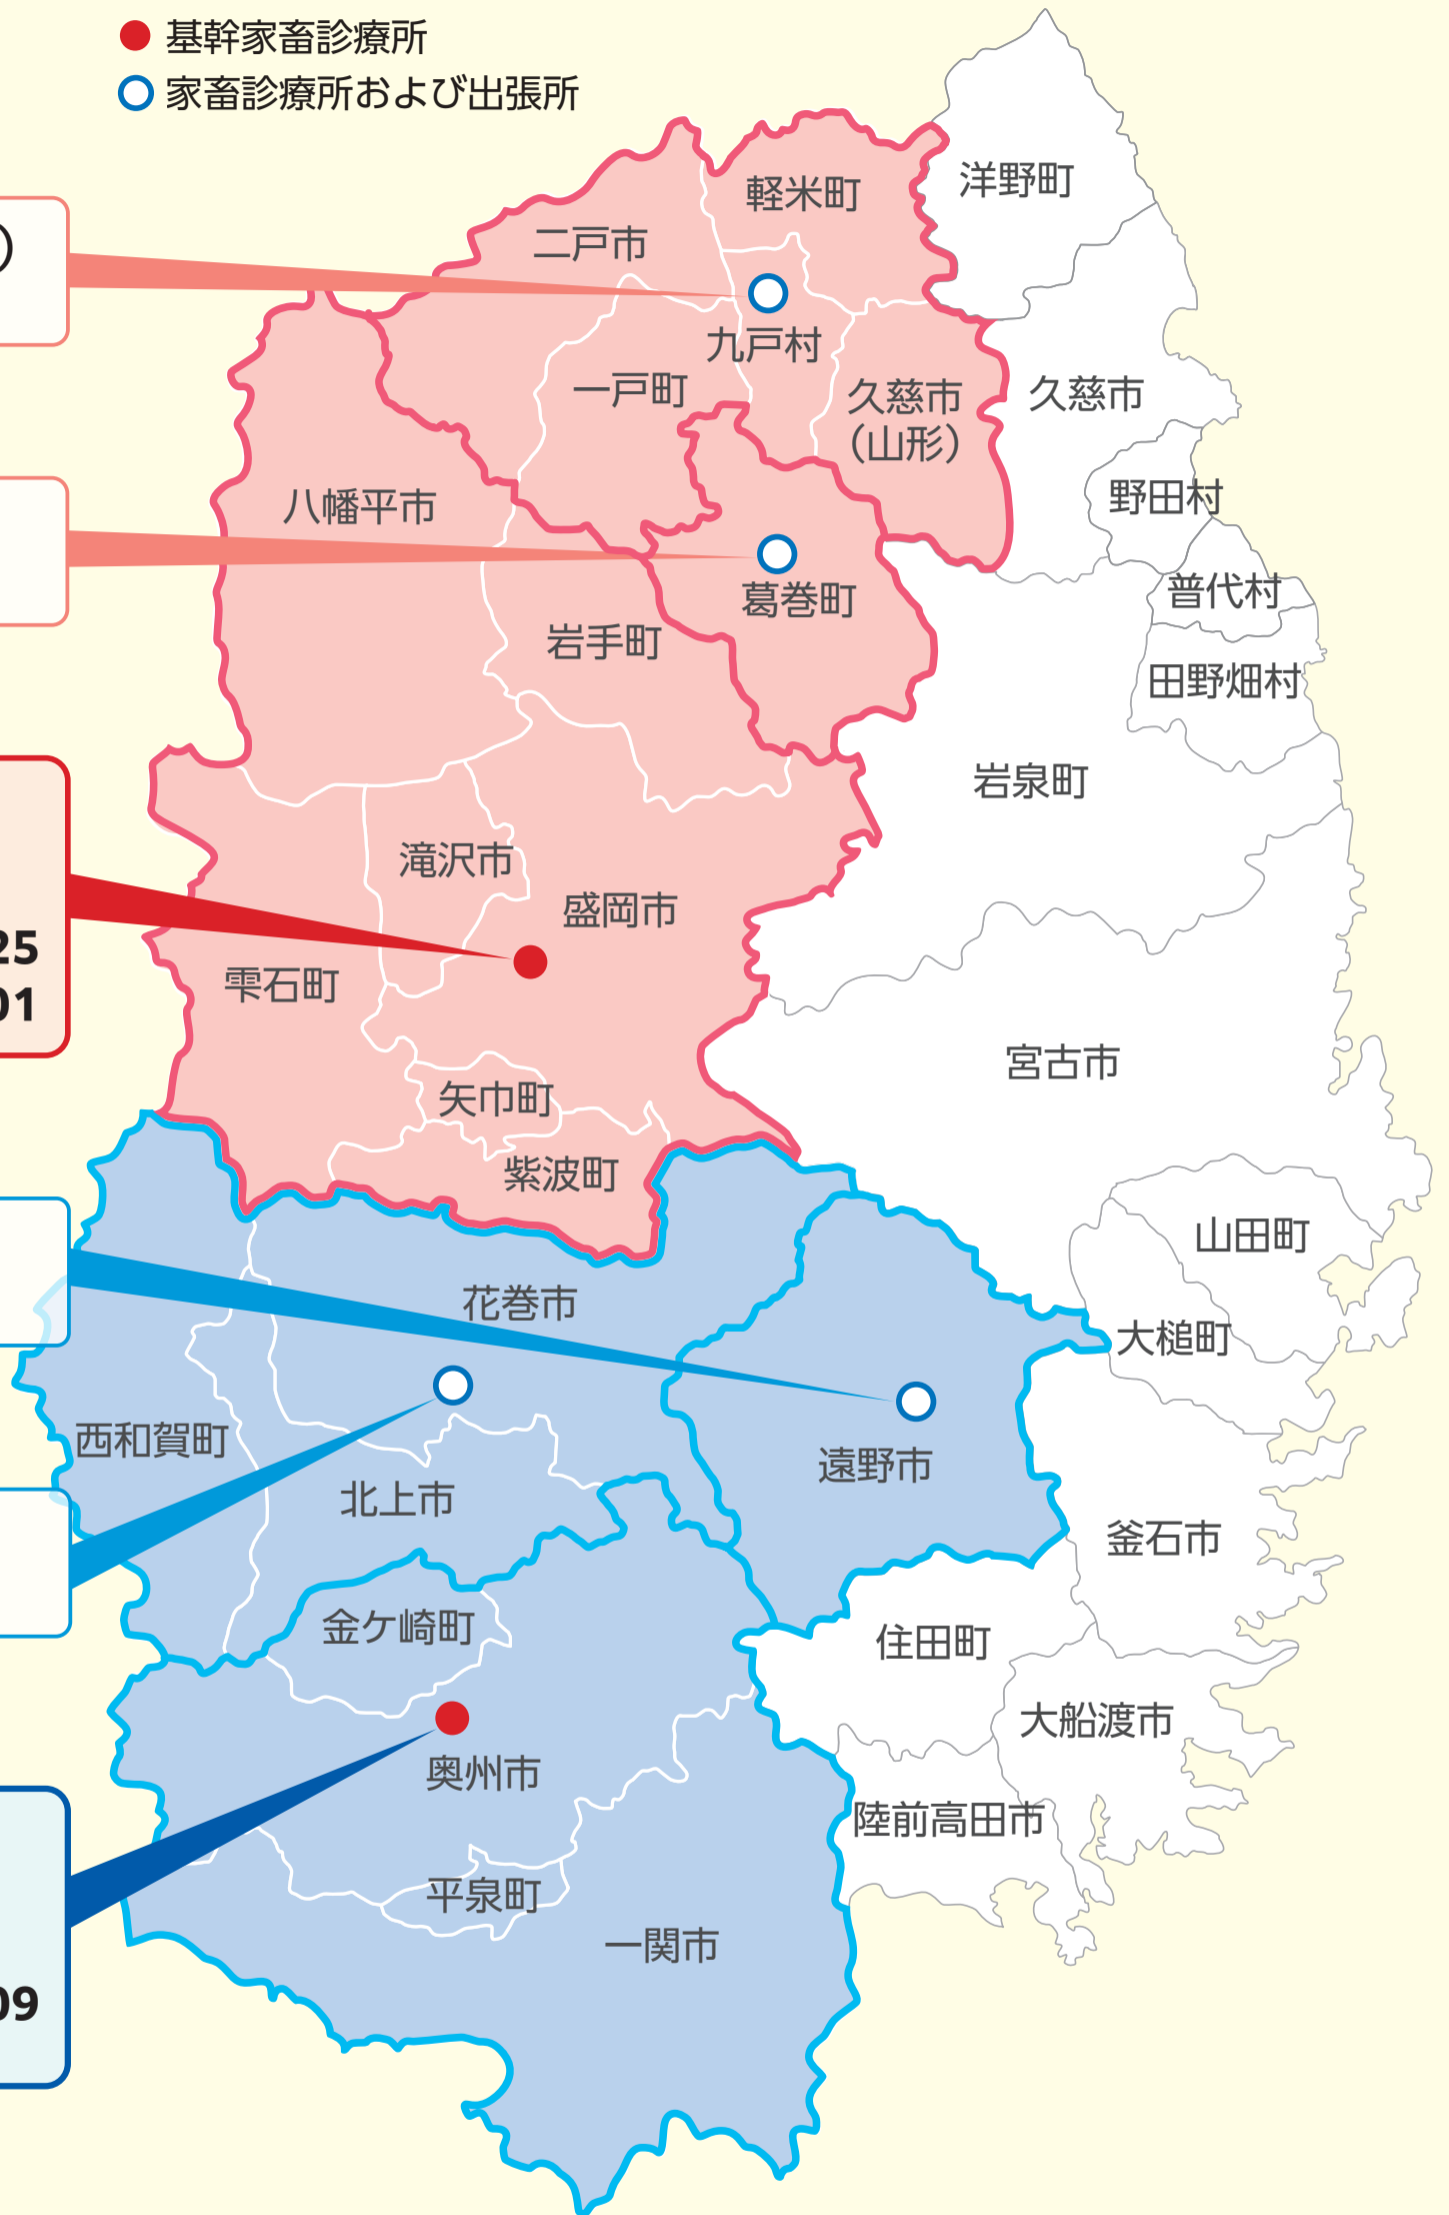 基幹家畜診療所
家畜診療所および出張所
)
洋野町
軽米町
二戸市
九戸村
一戸町
久慈市
(山形)
久慈市
野田村
八幡平市
普代村
葛巻町
岩手町
田野畑村
岩泉町
滝沢市
盛岡市
25
01
雫石町
宮古市
矢巾町
紫波町
山田町
花巻市
大槌町
西和賀町
遠野市
北上市
釜石市
金ケ崎町
住田町
大船渡市
奥州市
陸前高田市
平泉町
一関市
09